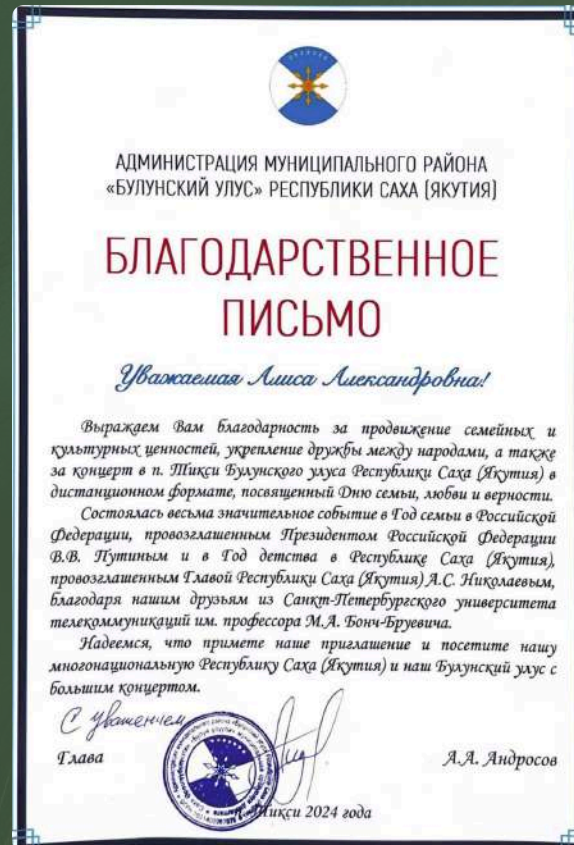 АДМИНИСТРАЦИЯ МУНИЦИПАЛЬНОГО РАЙОНА
«БУЛУНСКИЙ УЛУС» РЕСПУБЛИКИ САХА (ЯКУТИЯ)
БЛАГОДАРСТВЕННОЕ
ПИСЬМО
Уважаемая Алиса Александровна!
Выражаем Вам благодарность за продвижение семейных и
культурных ценностей, укрепление дружбы между народами, а также
за концерт в п. Тикси Булунского улуса Республики Саха (Якутия) в
дистанционном формате, посвященный Дню семьи, любви и верности.
Состоялась весьма значительное событие в Год семьи в Российской
Федерации, провозглашенным Президентом Российской Федерации
В.В. Путиным и в Год детства в Республике Саха (Якутия),
провозглашенным Главой Республики Саха (Якутия) А.С. Николаевым,
благодаря нашим друзьям из Санкт-Петербургского университета
телекоммуникаций им. профессора М.А. Бонч-Бруевича.
Надеемся, что примете наше приглашение и посетите нашу
многонациональную Республику Саха (Якутия) и наш Булунский улус с
большим концертом.
С уважением
Глава А.А. Андросов
Тикси 2024 года